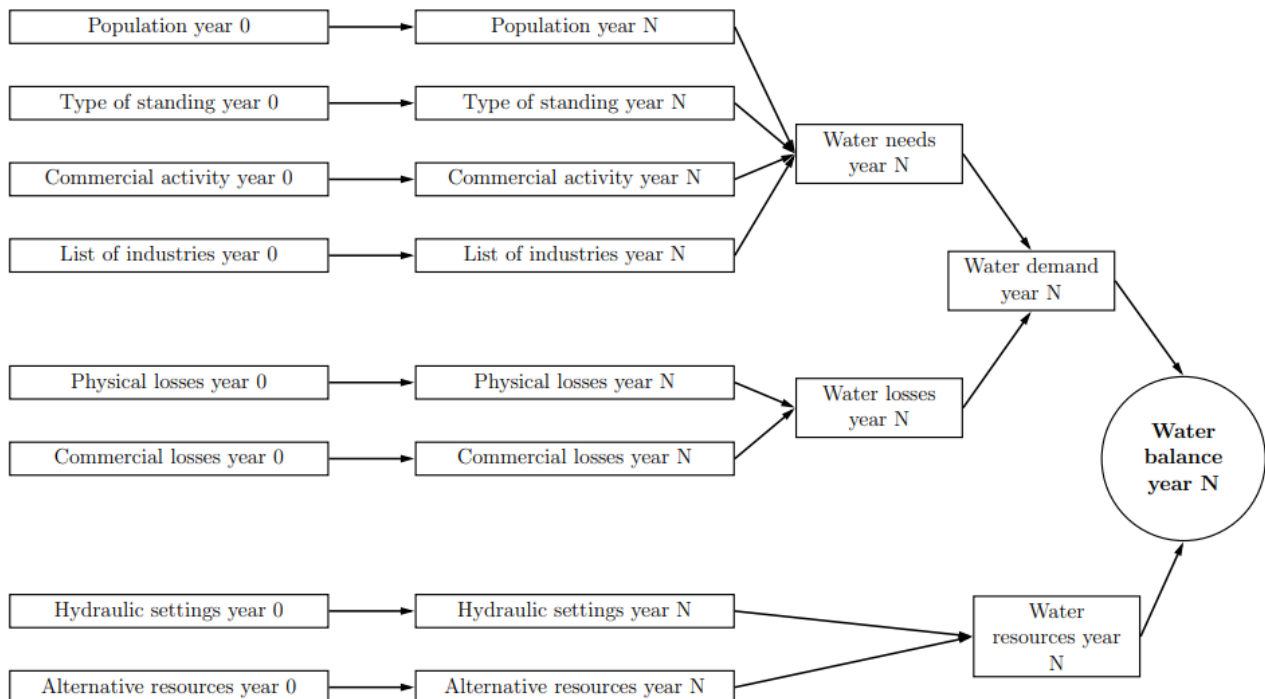 Population year 0
Population year N
Type of standing year 0
Type of standing year N
Water needs
year N
Commercial activity year 0
Commercial activity year N
List of industries year 0
List of industries year N
Water demand
year N
Physical losses year 0
Physical losses year N
Water losses
year N
Commercial losses year 0
Commercial losses year N
Water
balance
year N
Hydraulic settings year 0
Hydraulic settings year N
Water
resources year
N
Alternative resources year 0
Alternative resources year N